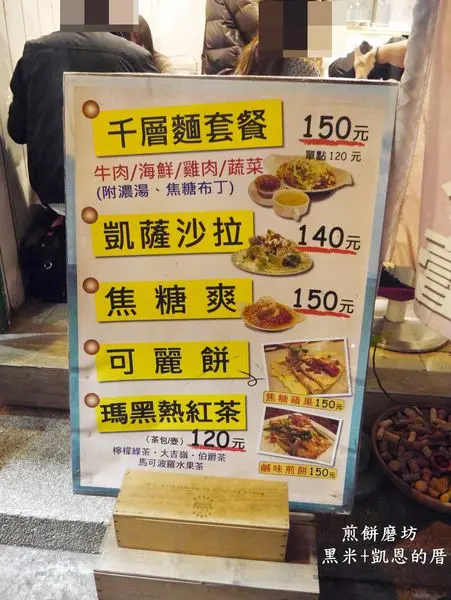 千層麵套餐 150元
單點120元
牛肉/海鮮/雞肉/蔬菜
(附濃湯、焦糖布丁)
凱薩沙拉 140元
焦糖爽 150元
可麗餅
焦糖蘋果150元
瑪黑熱紅茶
(茶包/壺) 120元
檸檬綠茶、大吉嶺、伯爵茶
馬可波羅水果茶
鹹味煎餅150元
煎餅磨坊
黑米+凱恩的厝